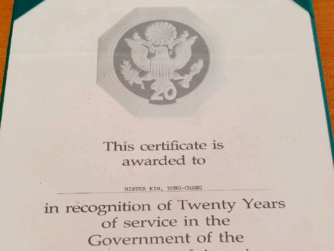 20
This certificate is
awarded to
MISTER KIM, YONG-CHANG
in recognition of Twenty Years
of service in the
Government of the